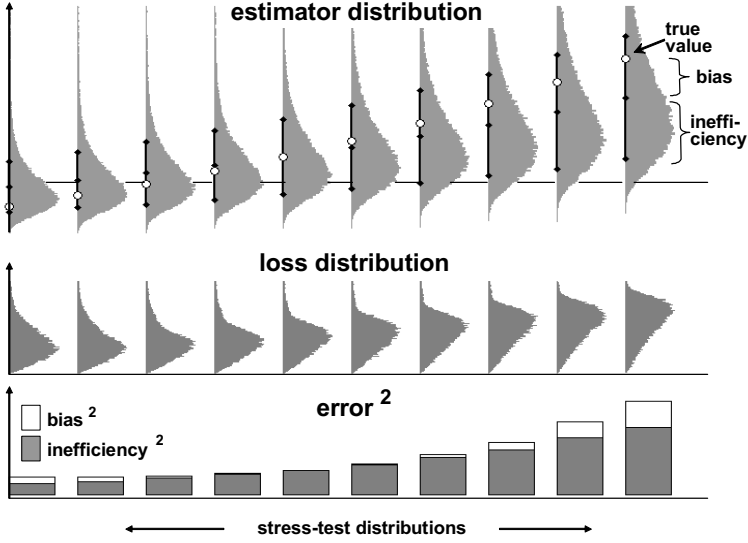 estimator distribution
true
value
bias
ineffi-
ciency
loss distribution
error 2
bias 2
inefficiency 2
stress-test distributions